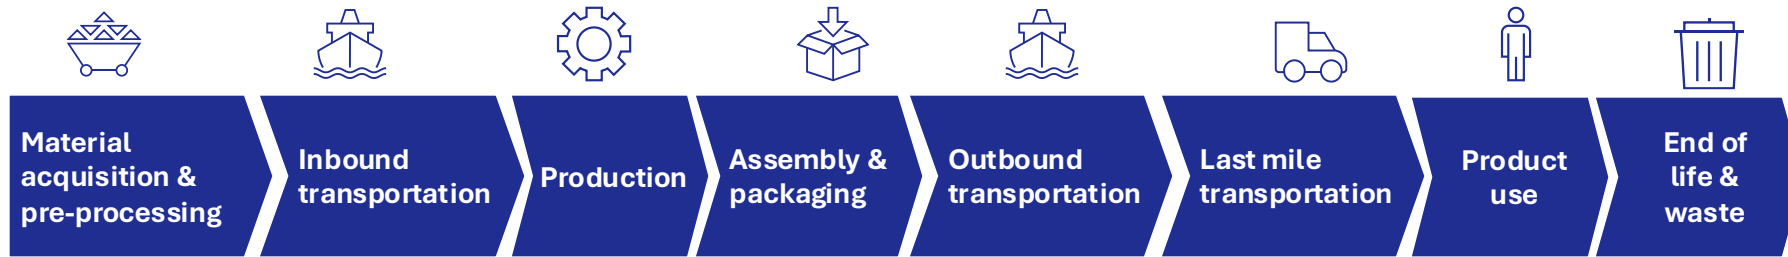 Material
acquisition &
pre-processing
Inbound
transportation
Production
Assembly &
packaging
Outbound
transportation
Last mile
transportation
Product
use
End of
life &
waste